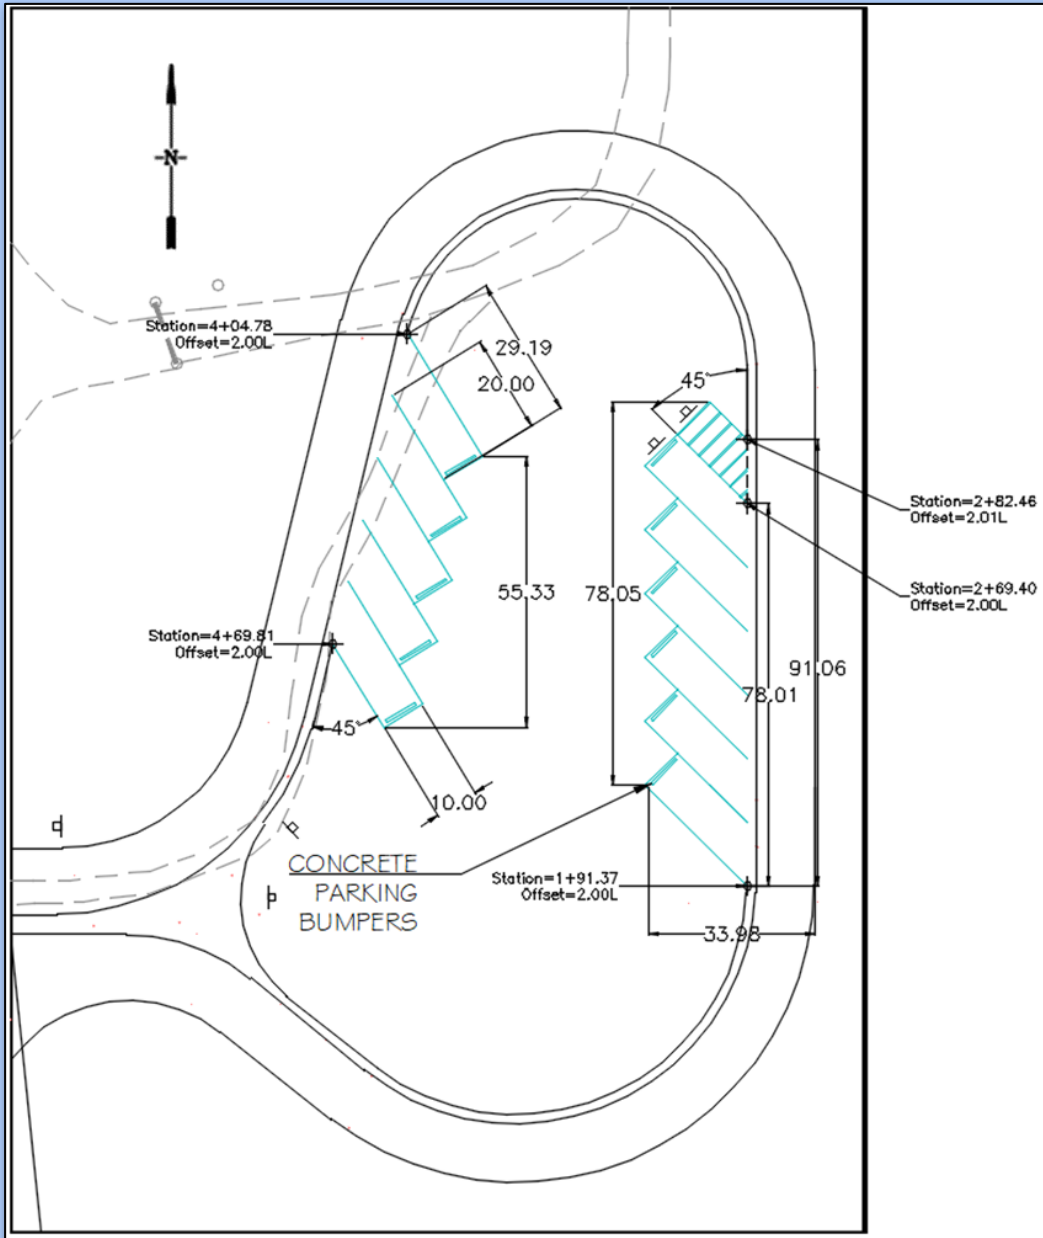 N
Station=4+04.78
Offset=2.00L
29.19
20.00
45°
Station=2+82.46
Offset=2.01L
55.33
78.05
Station=2+69.40
Offset=2.00L
Station=4+69.81
Offset=2.00L
91.06
78.01
45°
10.00
CONCRETE
PARKING
BUMPERS
Station=1+91.37
Offset=2.00L
33.98